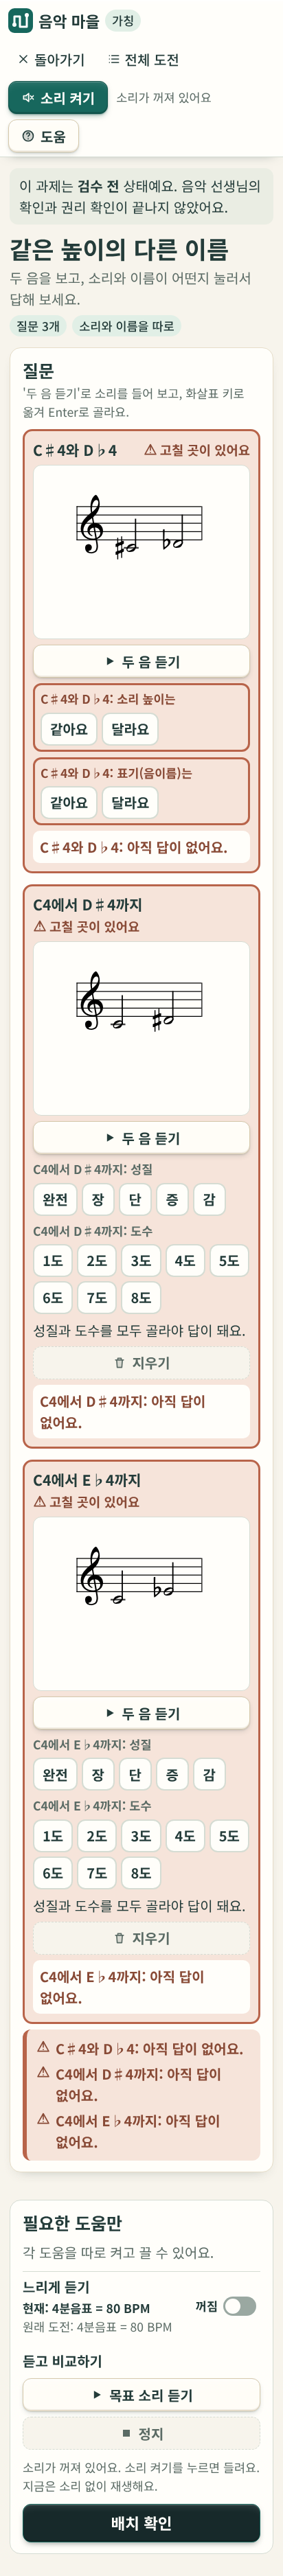 음악 마을 가칭
돌아가기 전체 도전
소리 켜기 소리가 꺼져 있어요
도움
이 과제는 검수 전 상태예요. 음악 선생님의
확인과 권리 확인이 끝나지 않았어요.
같은 높이의 다른 이름
두 음을 보고, 소리와 이름이 어떤지 눌러서
답해 보세요.
질문 3개 소리와 이름을 따로
질문
'두 음 듣기'로 소리를 들어 보고, 화살표 키로
옮겨 Enter로 골라요.
C♯4와 D♭4 ⚠ 고칠 곳이 있어요
두 음 듣기
C♯4와 D♭4: 소리 높이는
같아요 달라요
C♯4와 D♭4: 표기(음이름)는
같아요 달라요
C♯4와 D♭4: 아직 답이 없어요.
C4에서 D♯4까지
⚠ 고칠 곳이 있어요
두 음 듣기
C4에서 D♯4까지: 성질
완전 장 단 증 감
C4에서 D♯4까지: 도수
1도 2도 3도 4도 5도
6도 7도 8도
성질과 도수를 모두 골라야 답이 돼요.
지우기
C4에서 D♯4까지: 아직 답이
없어요.
C4에서 E♭4까지
⚠ 고칠 곳이 있어요
두 음 듣기
C4에서 E♭4까지: 성질
완전 장 단 증 감
C4에서 E♭4까지: 도수
1도 2도 3도 4도 5도
6도 7도 8도
성질과 도수를 모두 골라야 답이 돼요.
지우기
C4에서 E♭4까지: 아직 답이
없어요.
⚠ C♯4와 D♭4: 아직 답이 없어요.
⚠ C4에서 D♯4까지: 아직 답이
없어요.
⚠ C4에서 E♭4까지: 아직 답이
없어요.
필요한 도움만
각 도움을 따로 켜고 끌 수 있어요.
느리게 듣기
현재: 4분음표 = 80 BPM 꺼짐
원래 도전: 4분음표 = 80 BPM
듣고 비교하기
목표 소리 듣기
정지
소리가 꺼져 있어요. 소리 켜기를 누르면 들려요.
지금은 소리 없이 재생해요.
배치 확인